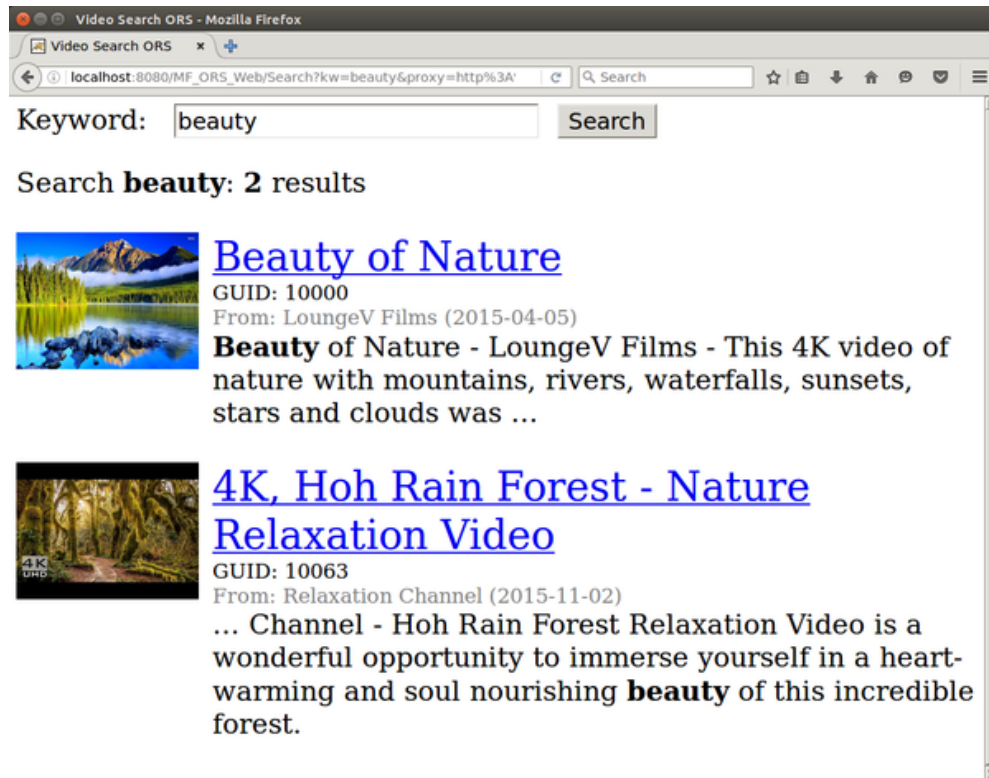 Video Search ORS - Mozilla Firefox
Video Search ORS
localhost:8080/MF_ORS_Web/Search?kw=beauty&proxy=http%3A
Search
Keyword: beauty Search
Search beauty: 2 results
Beauty of Nature
GUID: 10000
From: LoungeV Films (2015-04-05)
Beauty of Nature - LoungeV Films - This 4K video of
nature with mountains, rivers, waterfalls, sunsets,
stars and clouds was ...
4K, Hoh Rain Forest - Nature
Relaxation Video
4K
UHD
GUID: 10063
From: Relaxation Channel (2015-11-02)
... Channel - Hoh Rain Forest Relaxation Video is a
wonderful opportunity to immerse yourself in a heart-
warming and soul nourishing beauty of this incredible
forest.